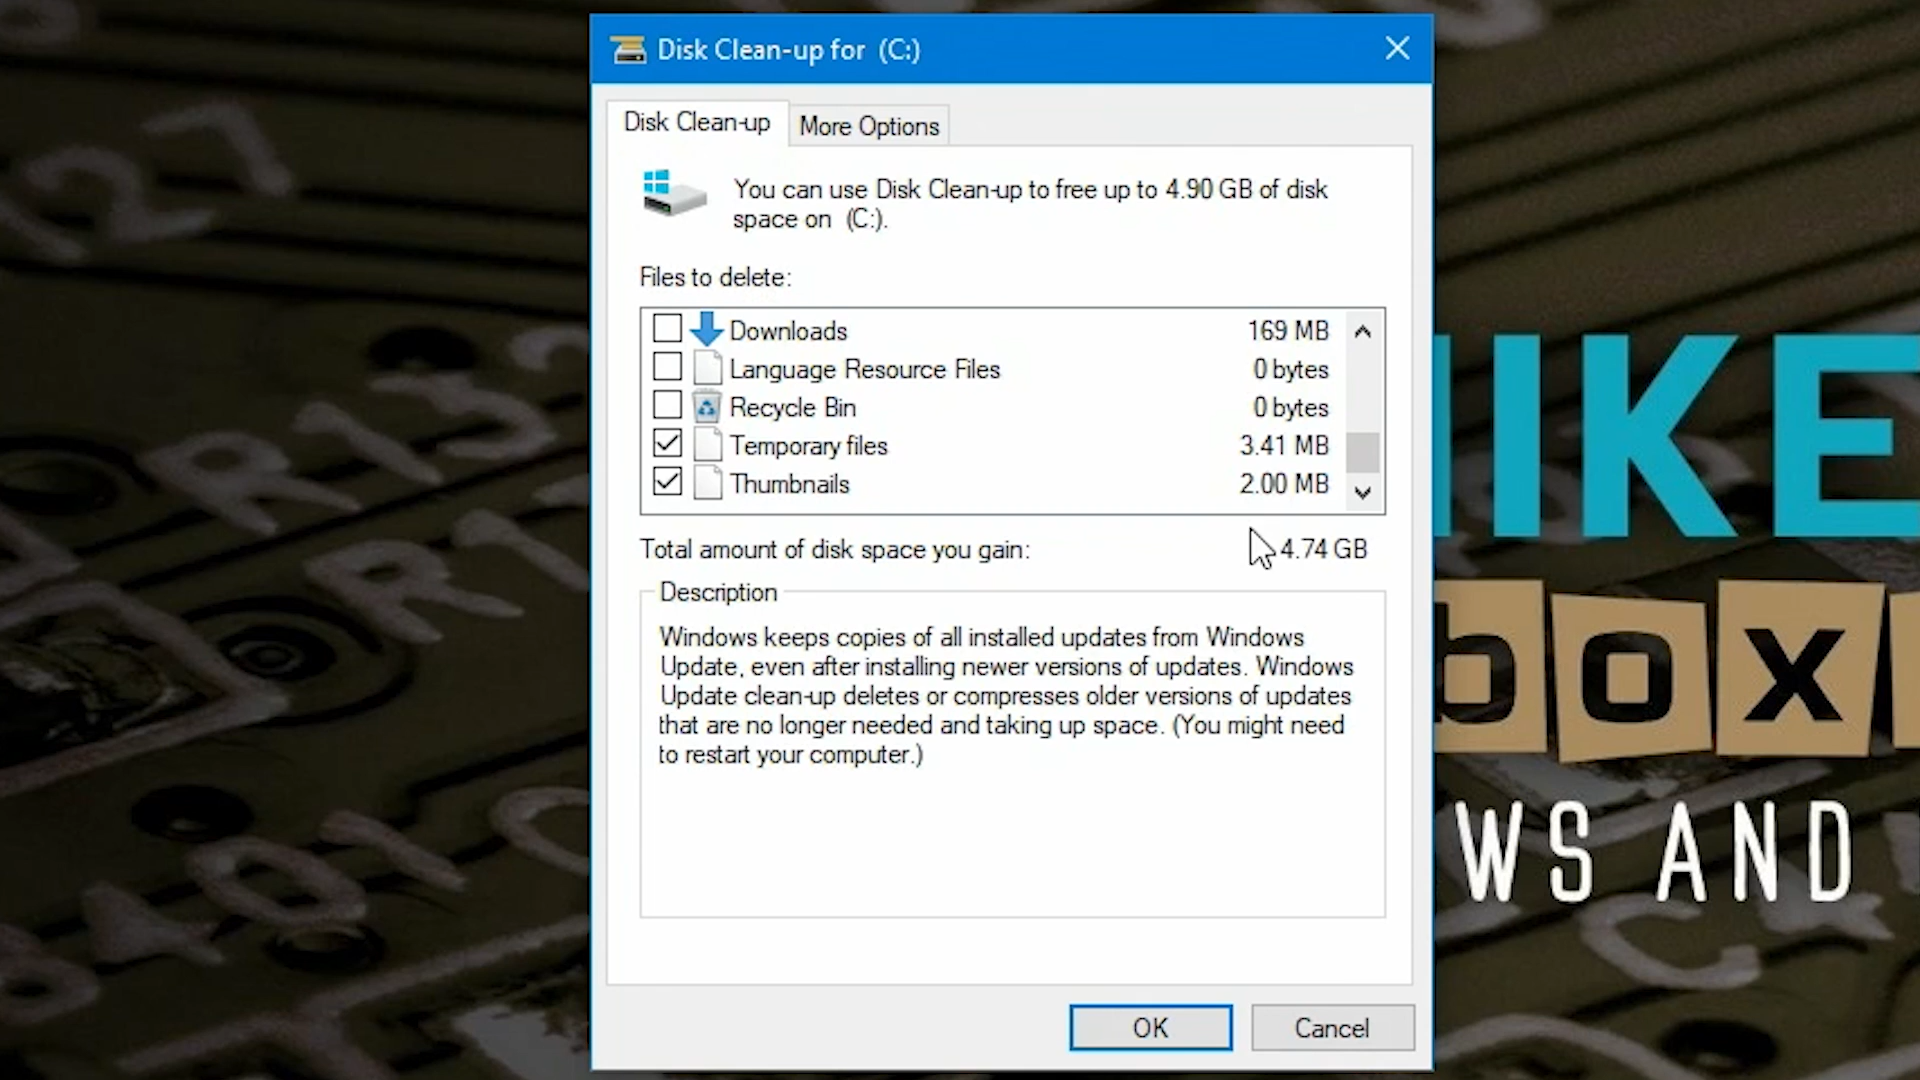 Disk Clean-up for (C:)
Disk Clean-up
More Options
You can use Disk Clean-up to free up to 4.90 GB of disk
space on (C:).
Files to delete:
Downloads 169 MB
Language Resource Files 0 bytes
Recycle Bin 0 bytes
Temporary files 3.41 MB
Thumbnails 2.00 MB
Total amount of disk space you gain: 4.74 GB
Description
Windows keeps copies of all installed updates from Windows
Update, even after installing newer versions of updates. Windows
Update clean-up deletes or compresses older versions of updates
that are no longer needed and taking up space. (You might need
to restart your computer.)
OK
Cancel
IKE
box
WS AND
27
R152